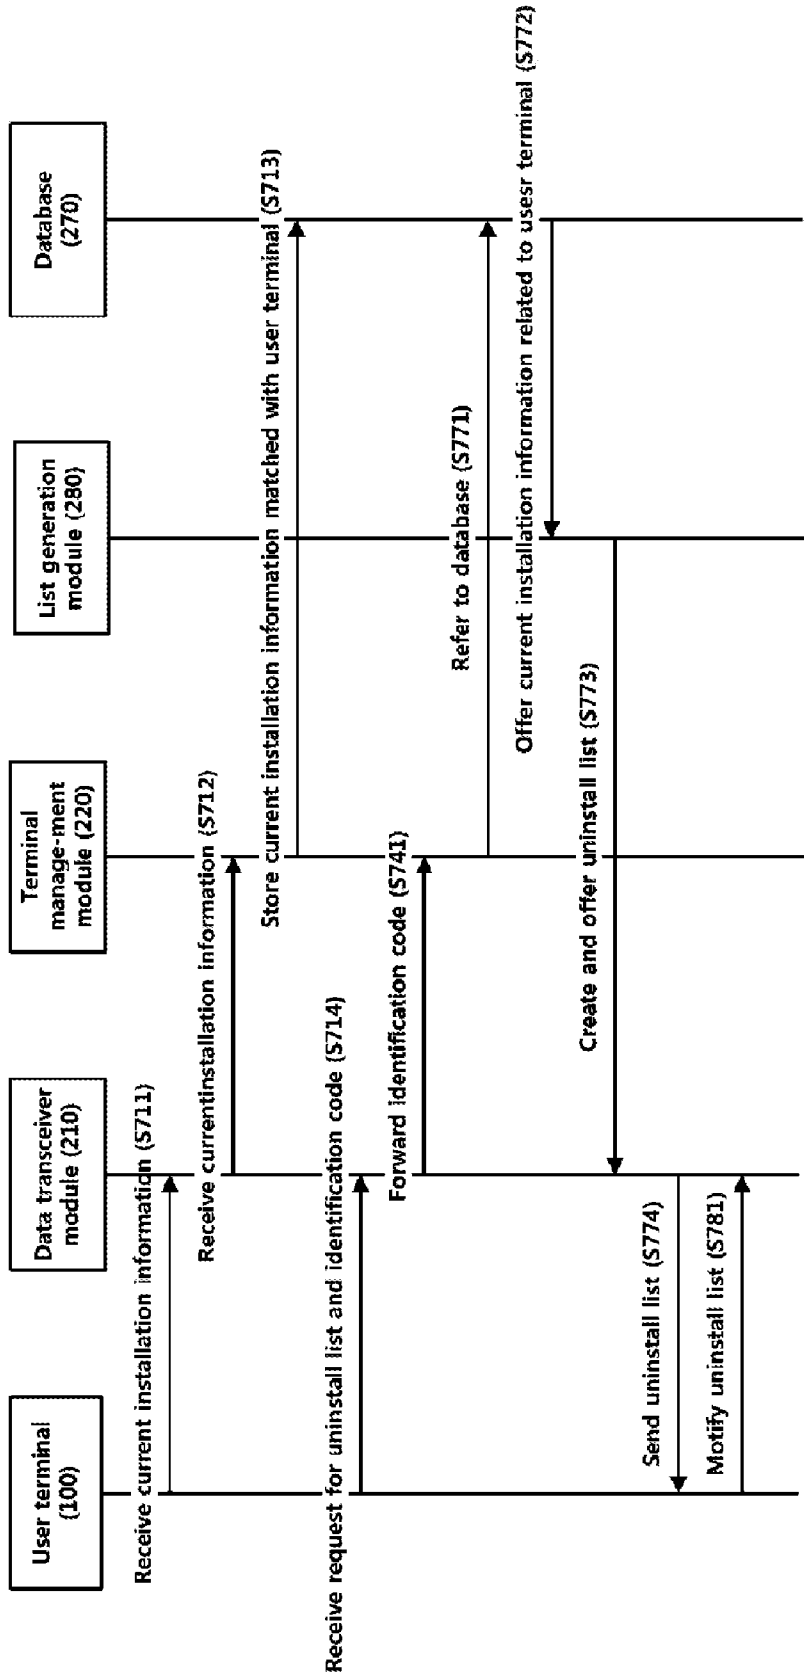 User terminal
(100)
Data transceiver
module (210)
Terminal
manage-ment
module (220)
List generation
module (280)
Database
(270)
Receive current installation information (S711)
Receive currentinstallation information (S712)
Store current installation information matched with user terminal (S713)
Receive request for uninstall list and identification code (S714)
Forward identification code (S741)
Refer to database (S771)
Offer current installation information related to usesr terminal (S772)
Create and offer uninstall list (S773)
Send uninstall list (S774)
Motify uninstall list (S781)